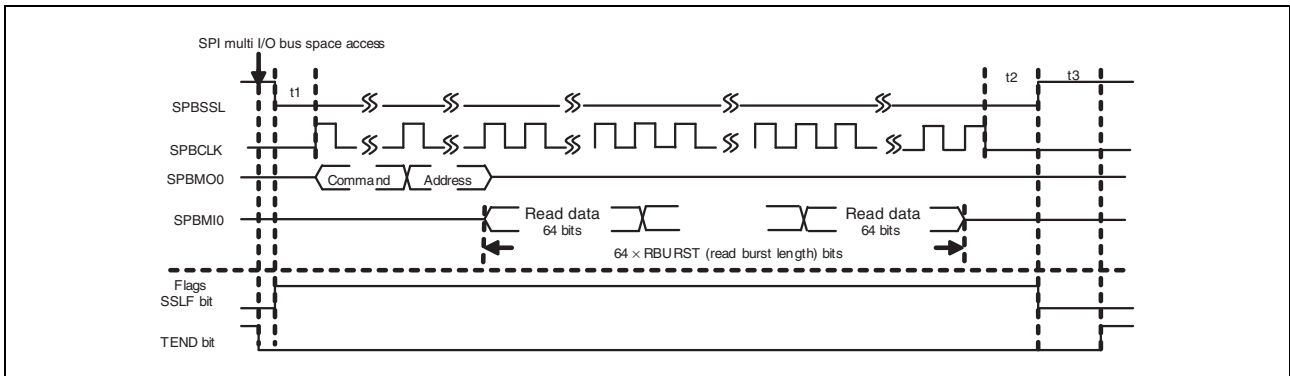 SPI multi I/O bus space access
t1
t2
t3
SPBSSL
SPBCLK
SPBMO0
Command
Address
SPBMI0
Read data
64 bits
Read data
64 bits
64 × RBURST (read burst length) bits
Flags
SSLF bit
TEND bit